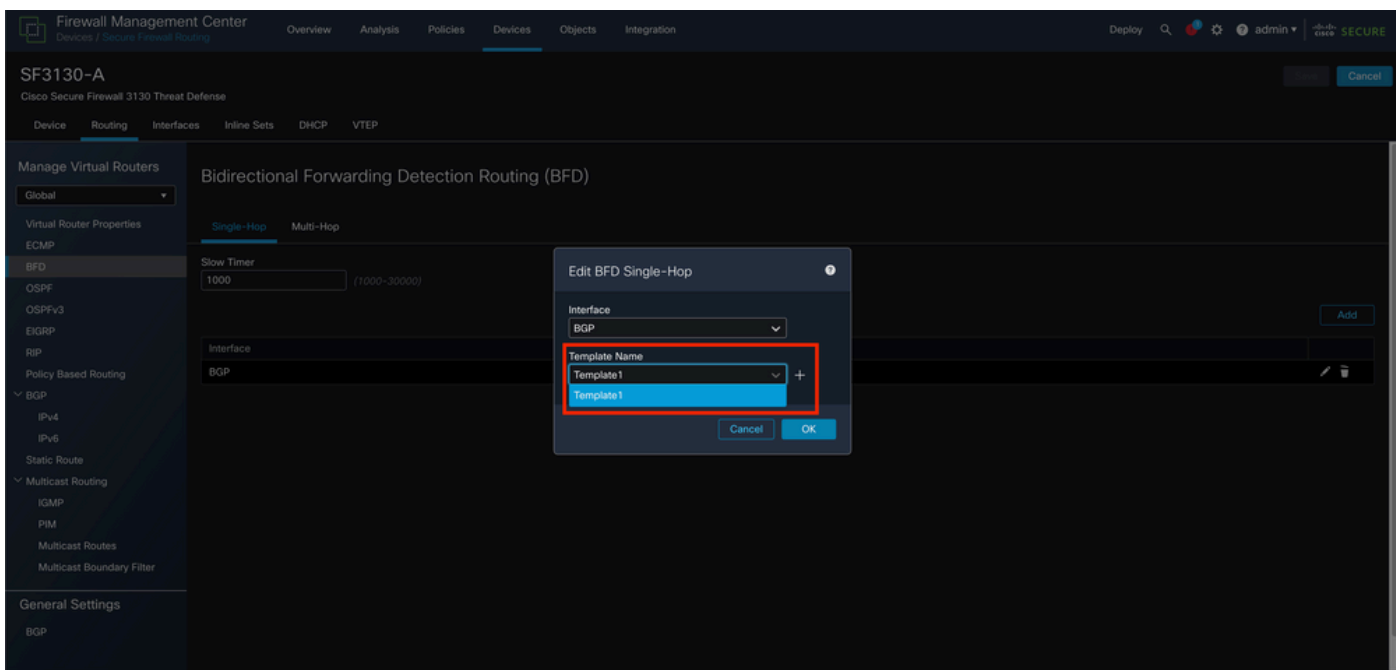 Firewall Management Center
Devices / Secure Firewall Routing
Overview Analysis Policies Devices Objects Integration
Deploy admin cisco SECURE
SF3130-A
Cisco Secure Firewall 3130 Threat Defense
Cancel
Device Routing Interfaces Inline Sets DHCP VTEP
Manage Virtual Routers
Global
Virtual Router Properties
ECMP
BFD
OSPF
OSPFv3
EIGRP
RIP
Policy Based Routing
BGP
IPv4
IPv6
Static Route
Multicast Routing
IGMP
PIM
Multicast Routes
Multicast Boundary Filter
General Settings
BGP
Bidirectional Forwarding Detection Routing (BFD)
Single-Hop Multi-Hop
Slow Timer
1000 (1000-30000)
Add
Interface
BGP
Edit BFD Single-Hop
Interface
BGP
Template Name
Template1
Template1
Cancel OK